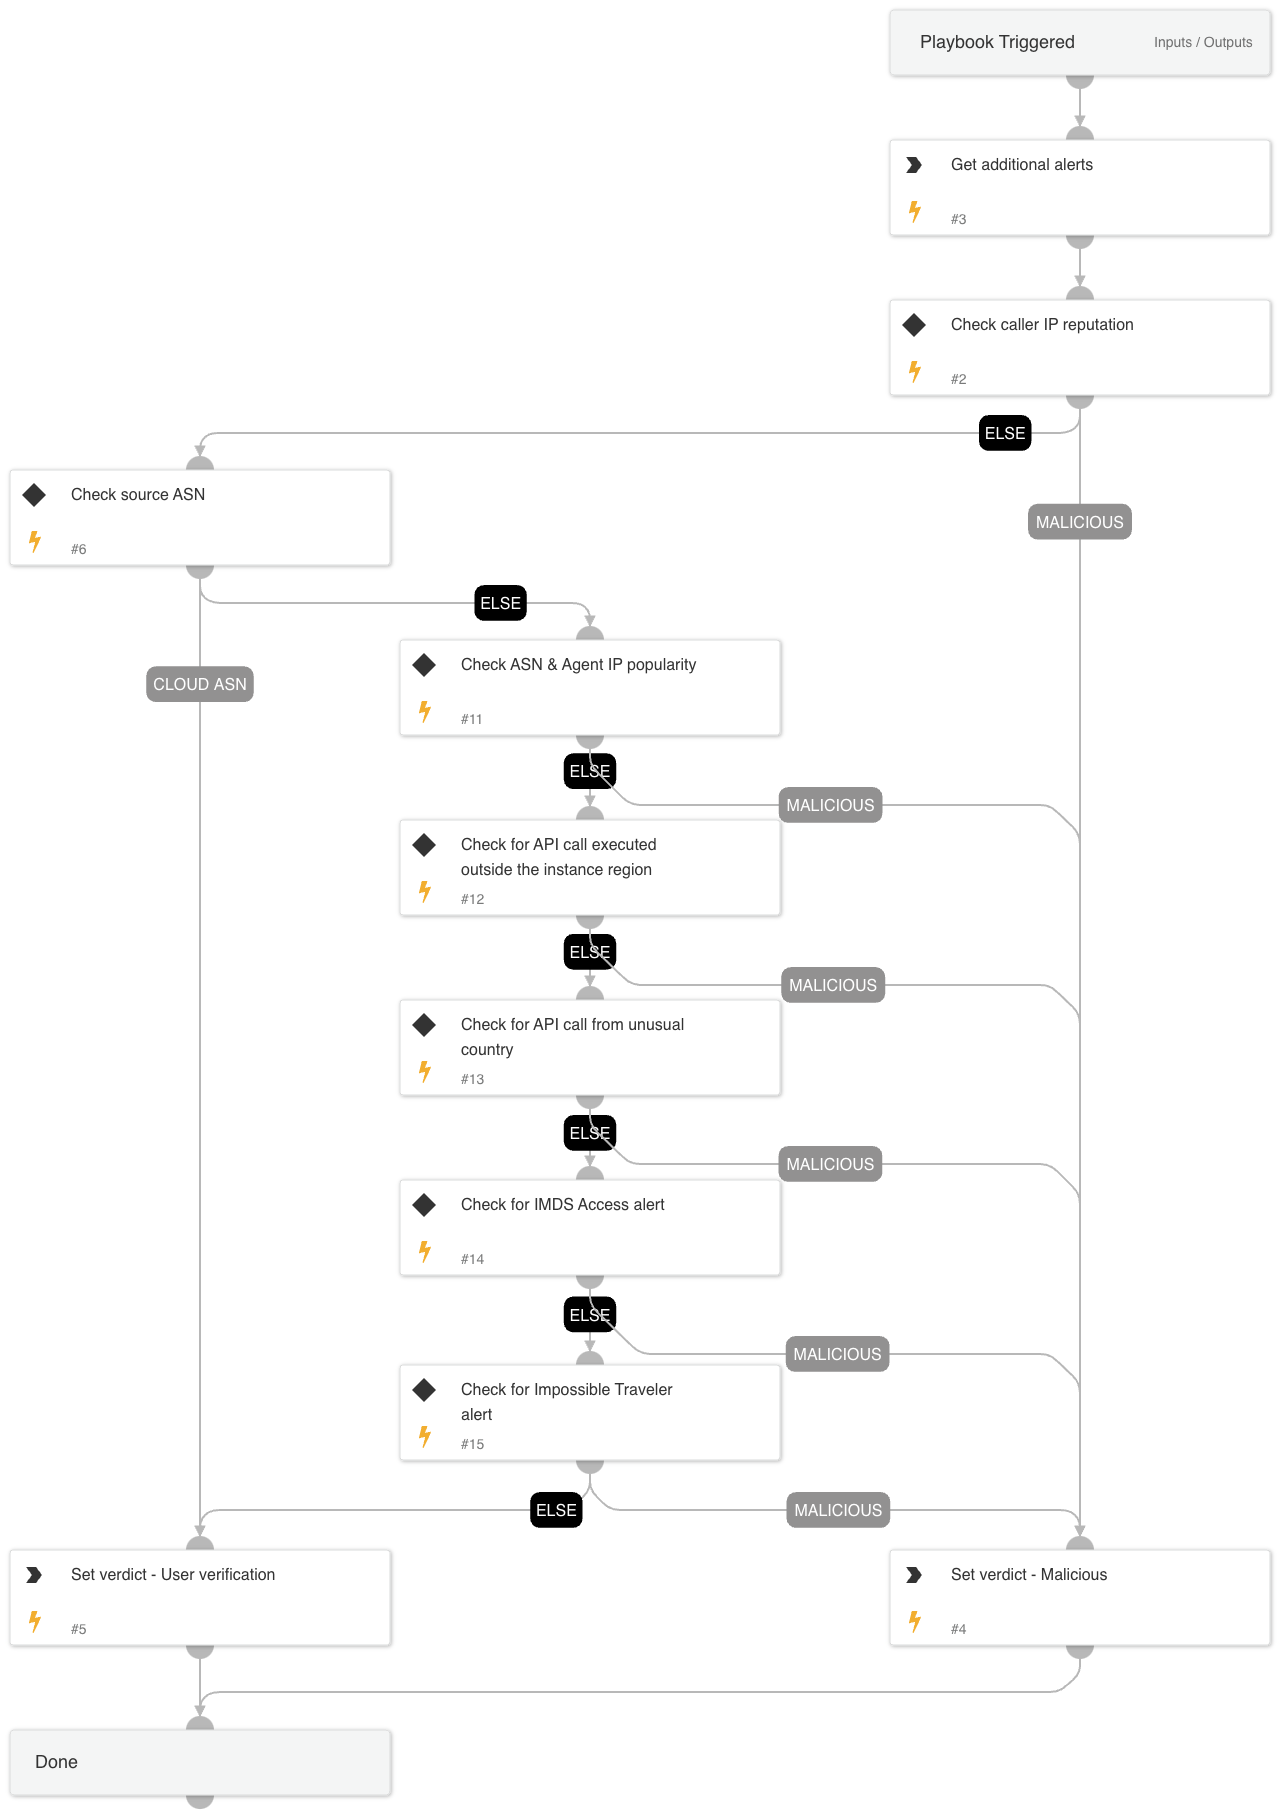 Playbook Triggered
Inputs / Outputs
Get additional alerts
#3
Check caller IP reputation
#2
ELSE
Check source ASN
#6
MALICIOUS
ELSE
Check ASN & Agent IP popularity
#11
CLOUD ASN
ELSE
MALICIOUS
Check for API call executed
outside the instance region
#12
ELSE
MALICIOUS
Check for API call from unusual
country
#13
ELSE
MALICIOUS
Check for IMDS Access alert
#14
ELSE
MALICIOUS
Check for Impossible Traveler
alert
#15
ELSE
MALICIOUS
Set verdict - User verification
#5
Set verdict - Malicious
#4
Done